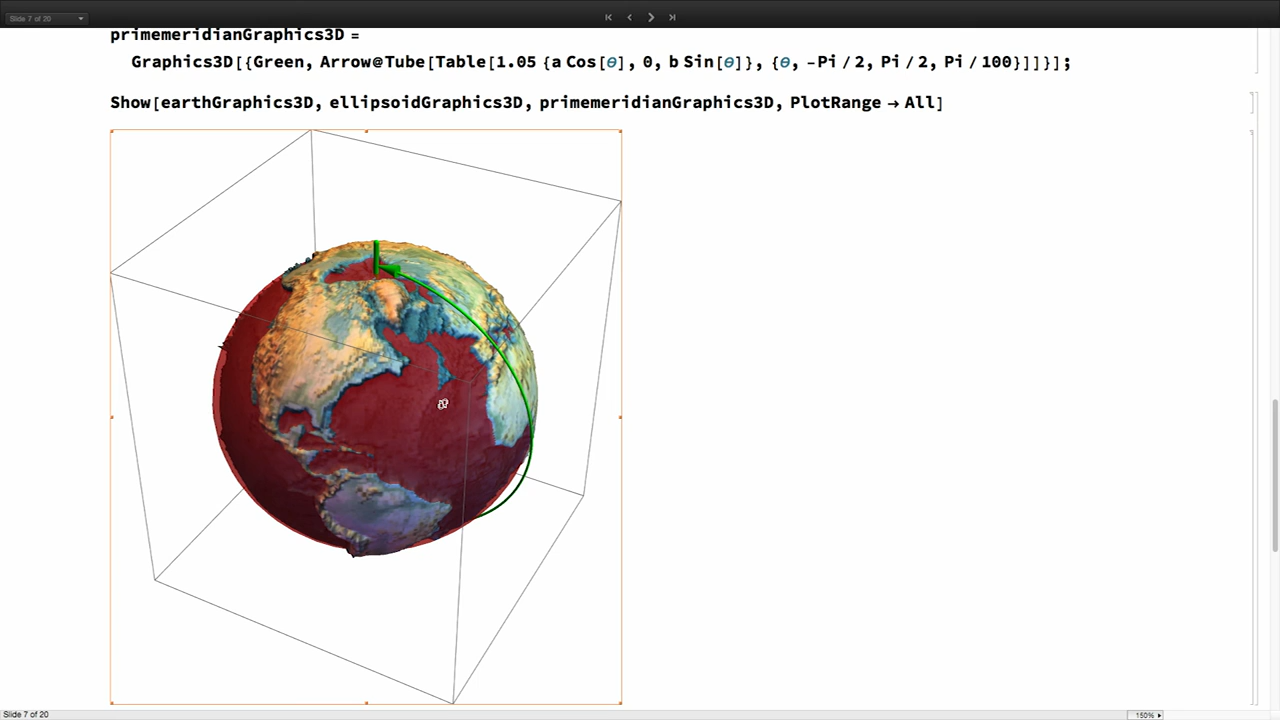 Slide 7 of 20
primemeridianGraphics3D =
Graphics3D[{Green, Arrow@Tube[Table[1.05 {a Cos[θ], 0, b Sin[θ]}, {θ, -Pi / 2, Pi / 2, Pi / 100}]]}];
Show[earthGraphics3D, ellipsoidGraphics3D, primemeridianGraphics3D, PlotRange → All]
Slide 7 of 20
150%